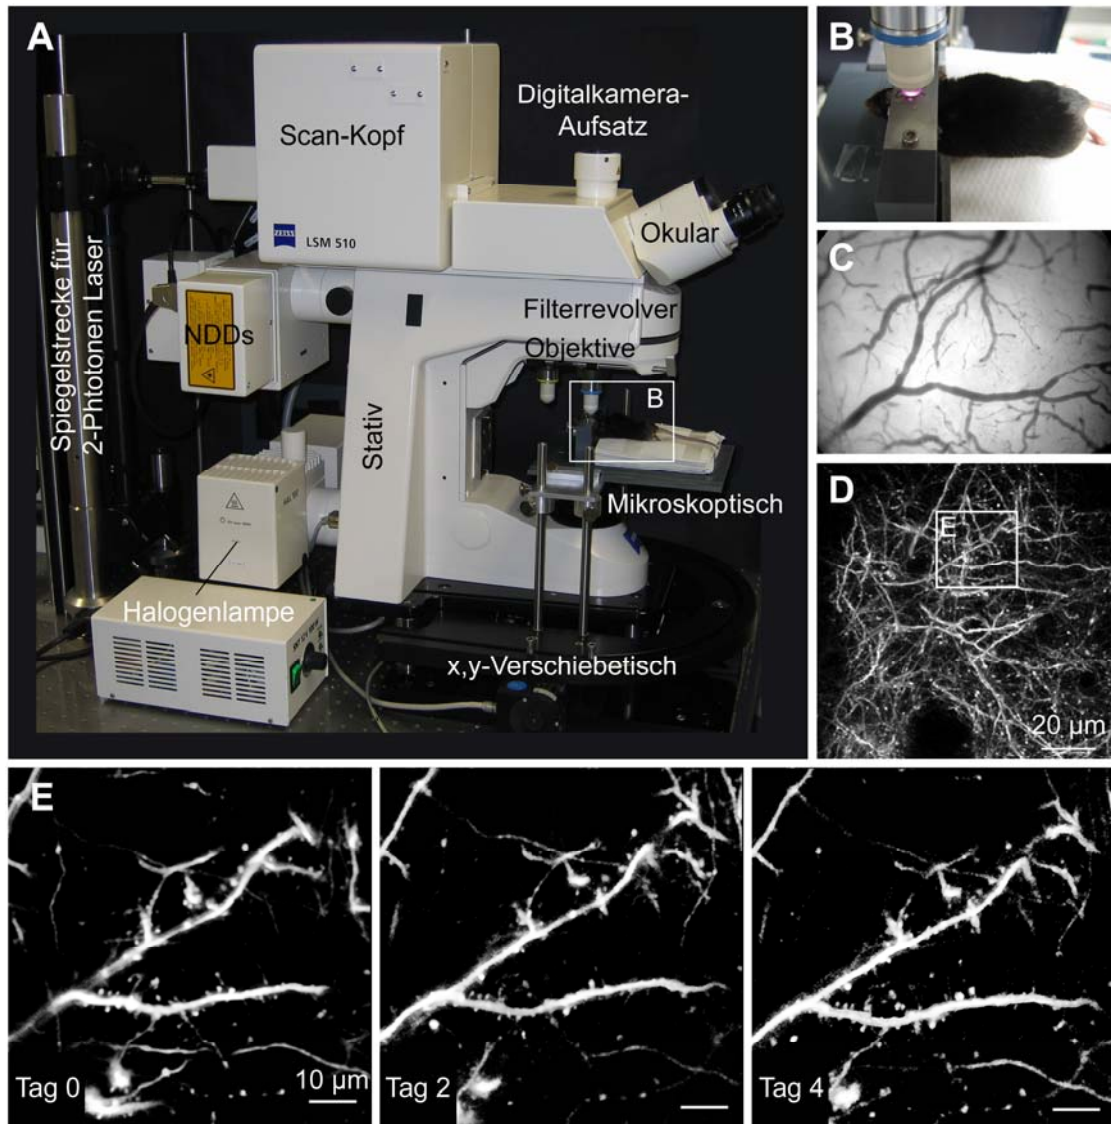 A
Scan-Kopf
Digitalkamera-
Aufsatz
Okular
ZEISS
LSM 510
Filterrevolver
Objektive
NDDs
Spiegelstrecke für
2-Phtotonen Laser
Stativ
B
Mikroskoptisch
Halogenlampe
x,y-Verschiebetisch
B
C
D
E
20 µm
E
Tag 0
10 µm
Tag 2
Tag 4